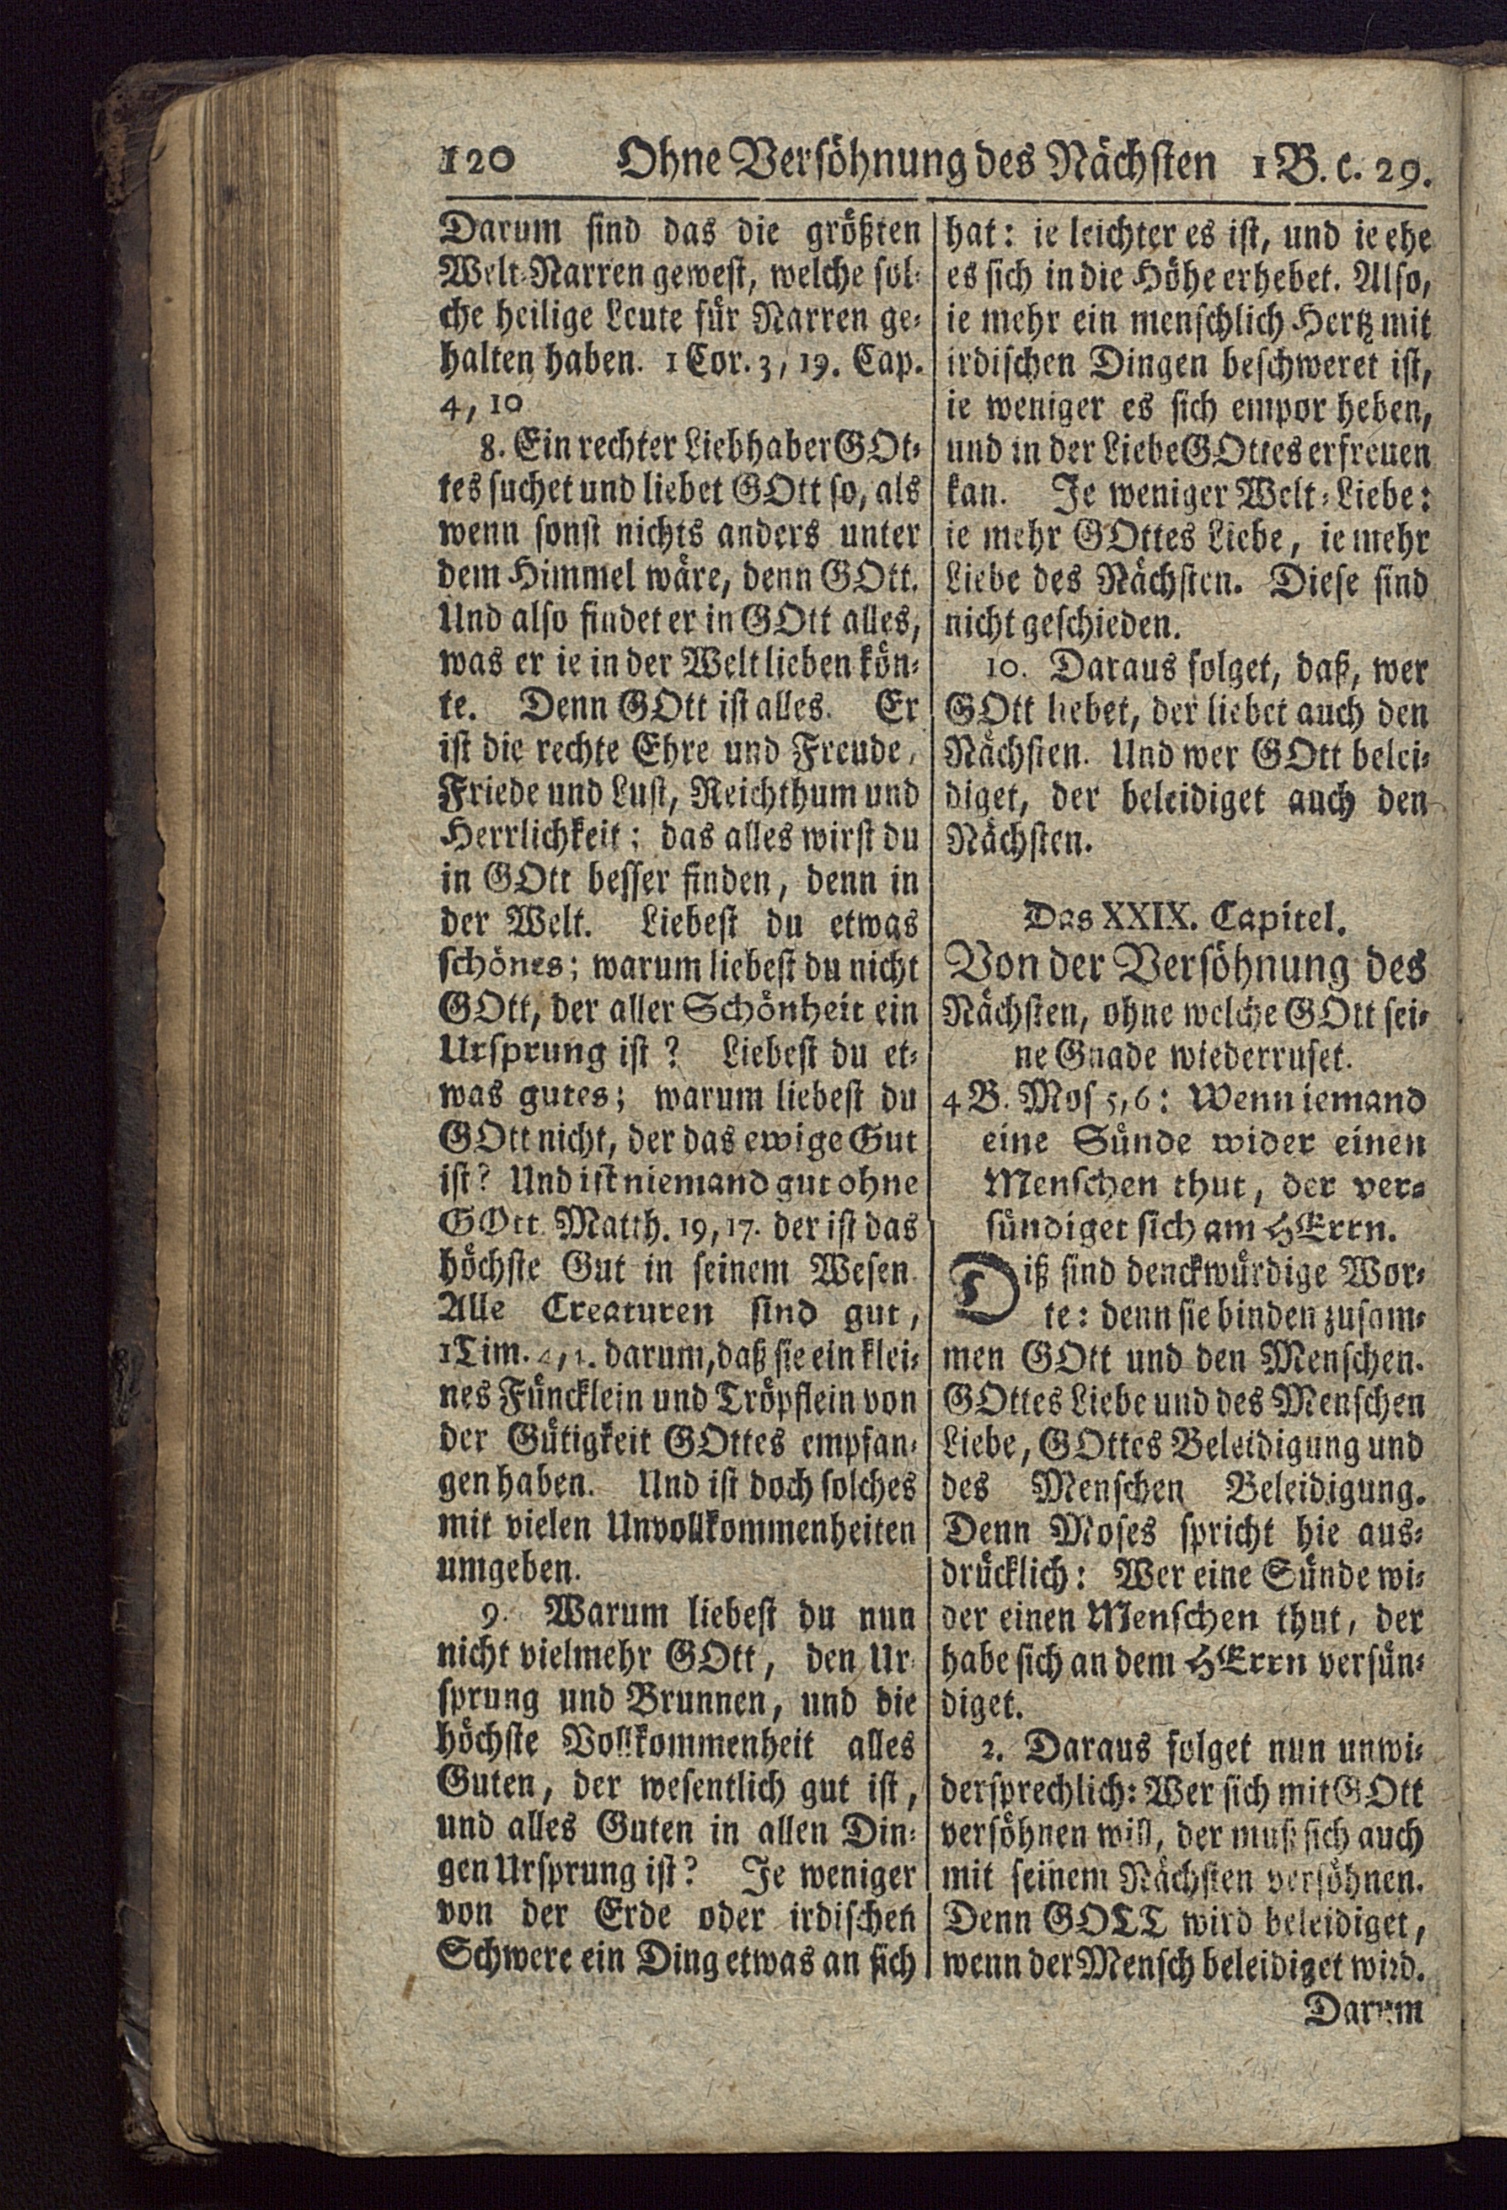 120 Ohne Versöhnung des Nächsten 1 B. c. 29.
Darum sind das die größten
Welt-Narren gewest, welche sol-
che heilige Leute für Narren ge-
halten haben. 1 Cor. 3, 19. Cap.
4, 10
8. Ein rechter Liebhaber GOt-
tes suchet und liebet GOtt so, als
wenn sonst nichts anders unter
dem Himmel wäre, denn GOtt.
Und also findet er in GOtt alles,
was er ie in der Welt lieben kön-
te. Denn GOtt ist alles. Er
ist die rechte Ehre und Freude,
Friede und Lust, Reichthum und
Herrlichkeit; das alles wirst du
in GOtt besser finden, denn in
der Welt. Liebest du etwas
schönes; warum liebest du nicht
GOtt, der aller Schönheit ein
Ursprung ist? Liebest du et-
was gutes; warum liebest du
GOtt nicht, der das ewige Gut
ist? Und ist niemand gut ohne
GOtt. Matth. 19, 17. der ist das
höchste Gut in seinem Wesen.
Alle Creaturen sind gut,
1 Tim. 4, darum, daß sie ein klei-
nes Füncklein und Tröpflein von
der Gütigkeit GOttes empfan-
gen haben. Und ist doch solches
mit vielen Unvollkommenheiten
umgeben.
9. Warum liebest du nun
nicht vielmehr GOtt, den Ur-
sprung und Brunnen, und die
höchste Vollkommenheit alles
Guten, der wesentlich gut ist,
und alles Guten in allen Din-
gen Ursprung ist? Je weniger
von der Erde oder irdischen
Schwere ein Ding etwas an sich
hat: ie leichter es ist, und ie ehe
es sich in die Höhe erhebet. Also,
ie mehr ein menschlich Hertz mit
irdischen Dingen beschweret ist,
ie weniger es sich empor heben,
und in der Liebe GOttes erfreuen
kan. Je weniger Welt-Liebe:
ie mehr GOttes Liebe, ie mehr
Liebe des Nächsten. Diese sind
nicht geschieden.
10. Daraus folget, daß, wer
GOtt liebet, der liebet auch den
Nächsten. Und wer GOtt belei-
diget, der beleidiget auch den
Nächsten.
Das XXIX. Capitel.
Von der Versöhnung des
Nächsten, ohne welche GOtt sei-
ne Gnade wiederrufet.
4 B. Mos 5, 6: Wenn iemand
eine Sünde wider einen
Menschen thut, der ver-
sündiget sich am HErrn.
Diß sind denckwürdige Wor-
te: denn sie binden zusam-
men GOtt und den Menschen.
GOttes Liebe und des Menschen
Liebe, GOttes Beleidigung und
des Menschen Beleidigung.
Denn Moses spricht hie aus-
drücklich: Wer eine Sünde wi-
der einen Menschen thut, der
habe sich an dem HErrn versün-
diget.
2. Daraus folget nun unwi-
dersprechlich: Wer sich mit GOtt
versöhnen will, der muß sich auch
mit seinem Nächsten versöhnen.
Denn GOTT wird beleidiget,
wenn der Mensch beleidiget wird.
Darum